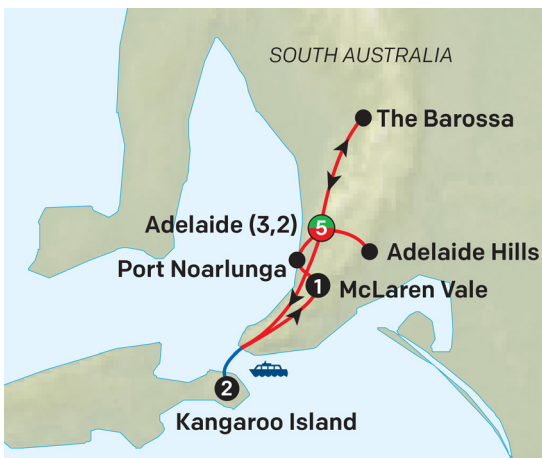 SOUTH AUSTRALIA
The Barossa
Adelaide (3,2)
5
Adelaide Hills
Port Noarlunga
1
McLaren Vale
2
Kangaroo Island